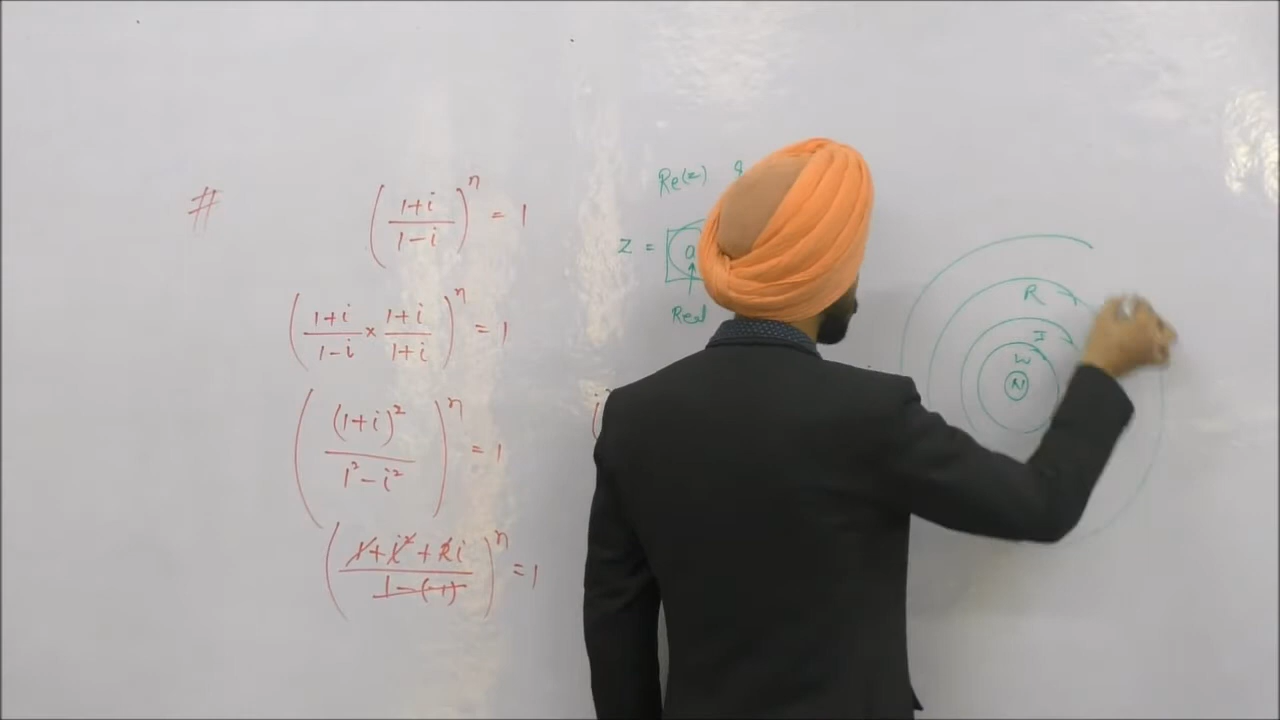 # ((1+i)/(1-i))^n = 1
((1+i)/(1-i) × (1+i)/(1+i))^n = 1
((1+i)^2/(1^2-i^2))^n = 1
((1+i^2+2i)/(1-(-1)))^n = 1
Re(z)
Z = a
Real
R
I
W
N